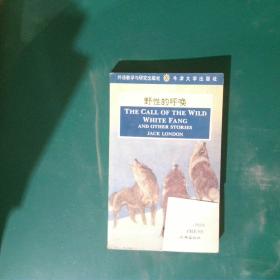 外语教学与研究出版社 牛津大学出版社
野性的呼唤
THE CALL OF THE WILD
WHITE FANG
AND OTHER STORIES
JACK LONDON